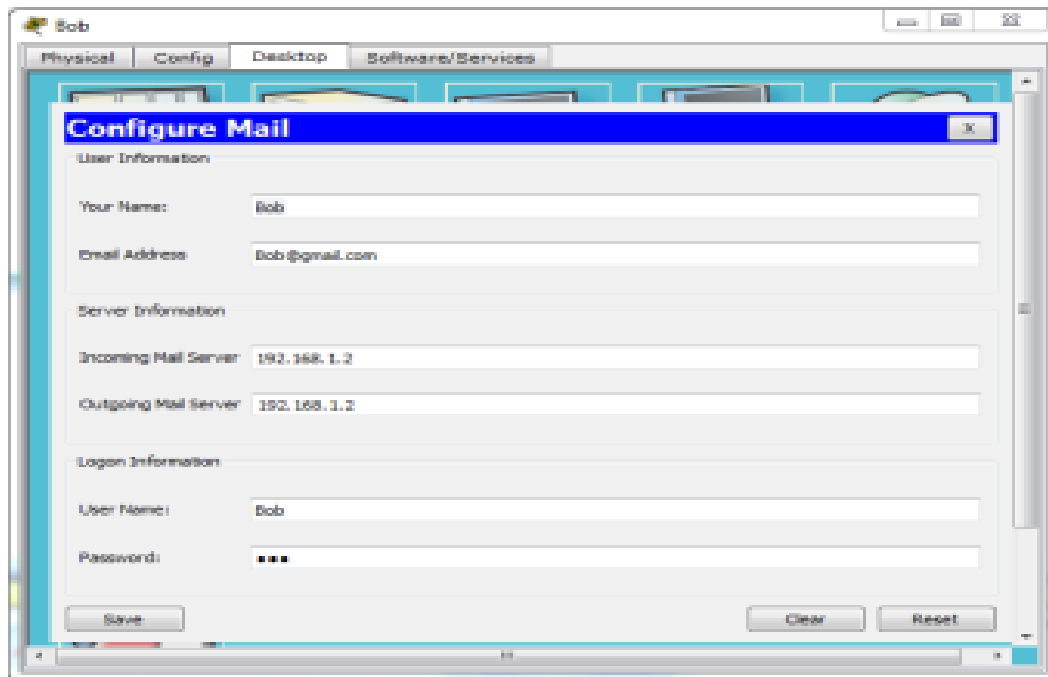 Bob
Physical Config Desktop Software/Services
Configure Mail X
User Information
Your Name: Bob
Email Address Bob@gmail.com
Server Information
Incoming Mail Server 192.168.1.2
Outgoing Mail Server 192.168.1.2
Logon Information
User Name: Bob
Password: •••
Save Clear Reset